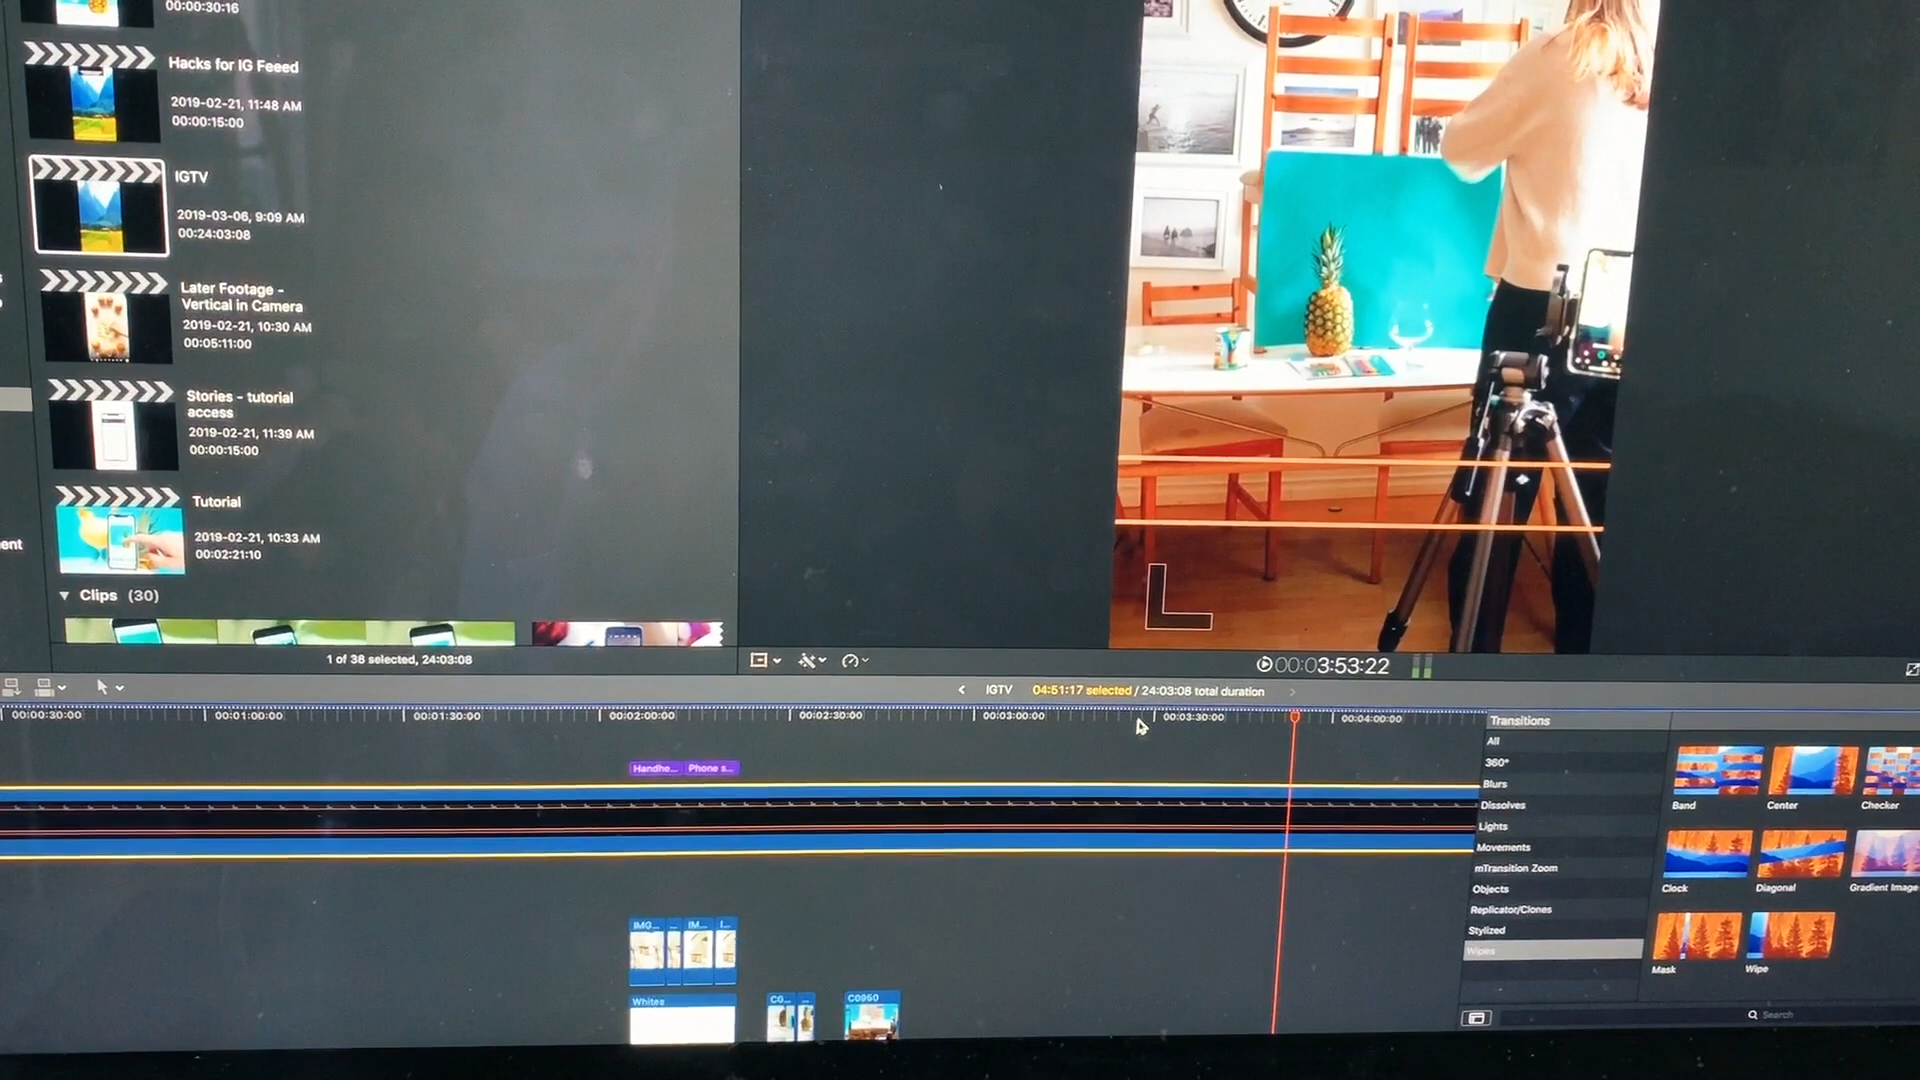 00:00:30:16
Hacks for IG Feeed
2019-02-21, 11:48 AM
00:00:15:00
IGTV
2019-03-06, 9:09 AM
00:24:03:08
Later Footage -
Vertical in Camera
2019-02-21, 10:30 AM
00:05:11:00
Stories - tutorial
access
2019-02-21, 11:39 AM
00:00:15:00
Tutorial
2019-02-21, 10:33 AM
00:02:21:10
ent
Clips (30)
1 of 36 selected, 24:03:08
00:03:53:22
IGTV 04:51:17 selected / 24:03:08 total duration
00:00:30:00 00:01:00:00 00:01:30:00 00:02:00:00 00:02:30:00 00:03:00:00 00:03:30:00 00:04:00:00
Handhe... Phone s...
IMG... ... IM... I...
Whites
C0... ... C0950
Transitions
All
360°
Blurs
Dissolves
Lights
Movements
mTransition Zoom
Objects
Replicator/Clones
Stylized
Wipes
Band Center Checker
Clock Diagonal Gradient Image
Mask Wipe
Search